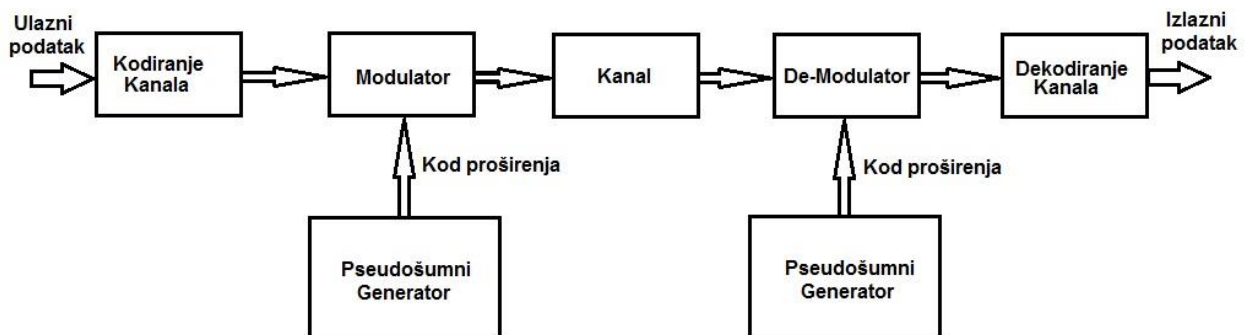 Ulazni
podatak
Kodiranje
Kanala
Modulator
Kanal
De-Modulator
Dekodiranje
Kanala
Izlazni
podatak
Kod proširenja
Kod proširenja
Pseudošumni
Generator
Pseudošumni
Generator